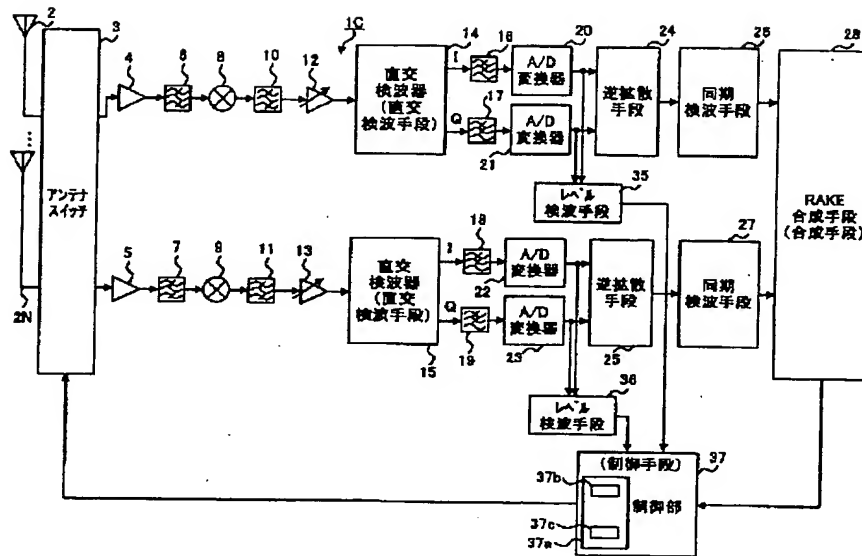 1C
2
3
4
6
8
10
12
14
16
20
24
26
28
I
Q
17
21
35
直交
検波器
(直交
検波手段)
A/D
変換器
A/D
変換器
逆拡散
手段
同期
検波手段
RAKE
合成手段
(合成手段)
アンテナ
スイッチ
レベル
検波手段
5
7
9
11
13
15
I
Q
18
19
22
23
25
27
直交
検波器
(直交
検波手段)
A/D
変換器
A/D
変換器
逆拡散
手段
同期
検波手段
2N
36
レベル
検波手段
37
(制御手段)
制御部
37b
37c
37a